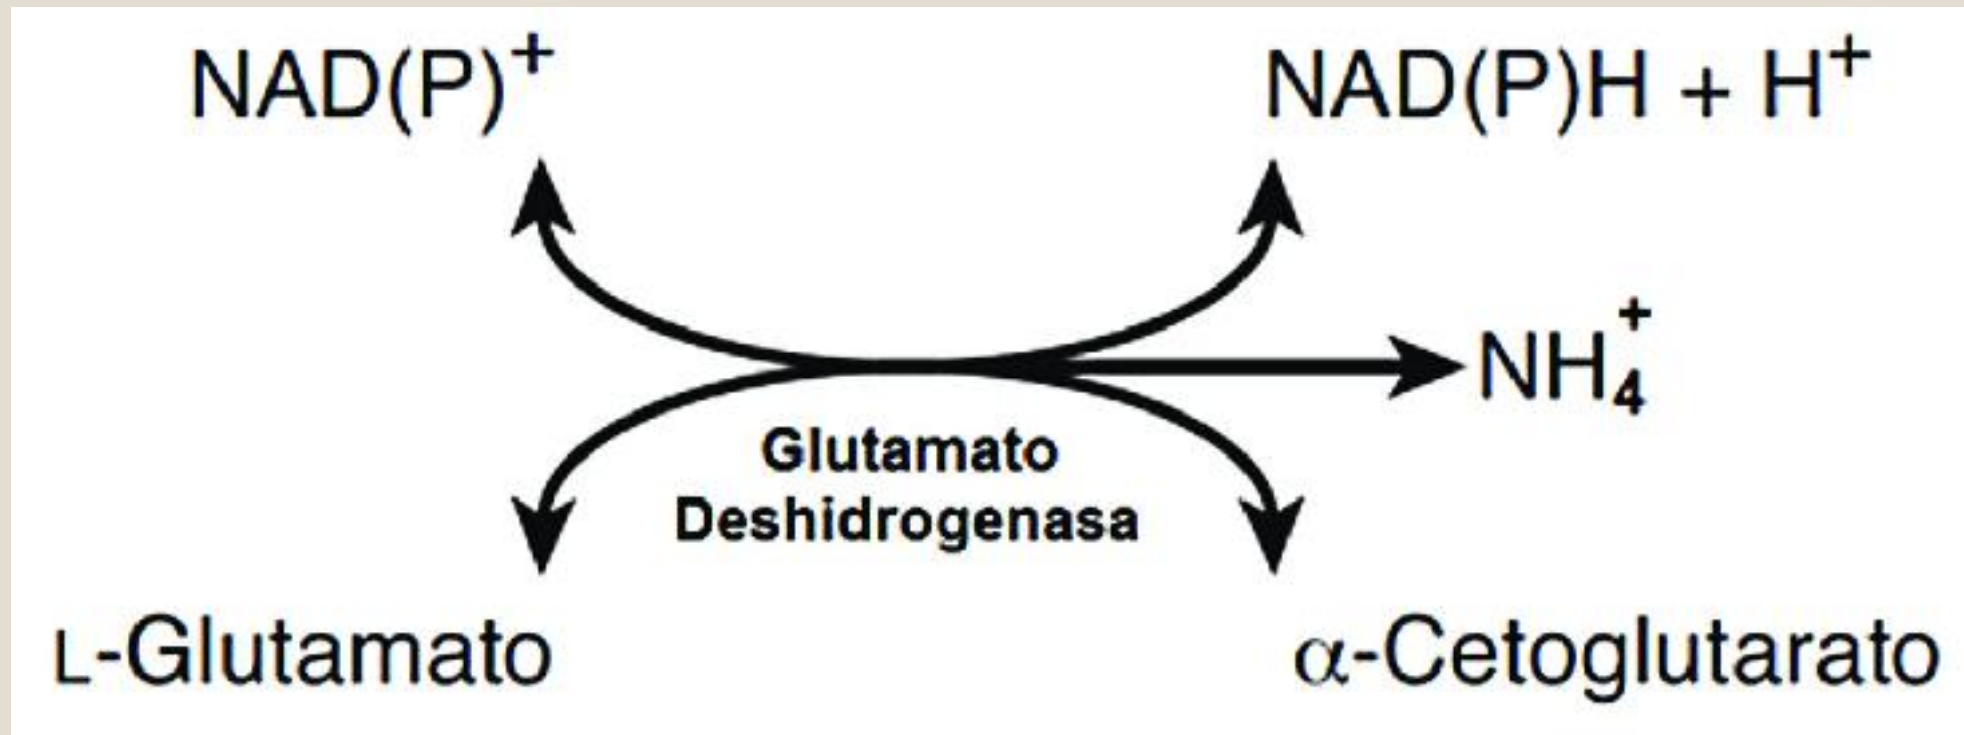 NAD(P)⁺
NAD(P)H + H⁺
NH₄⁺
Glutamato
Deshidrogenasa
L-Glutamato
α-Cetoglutarato